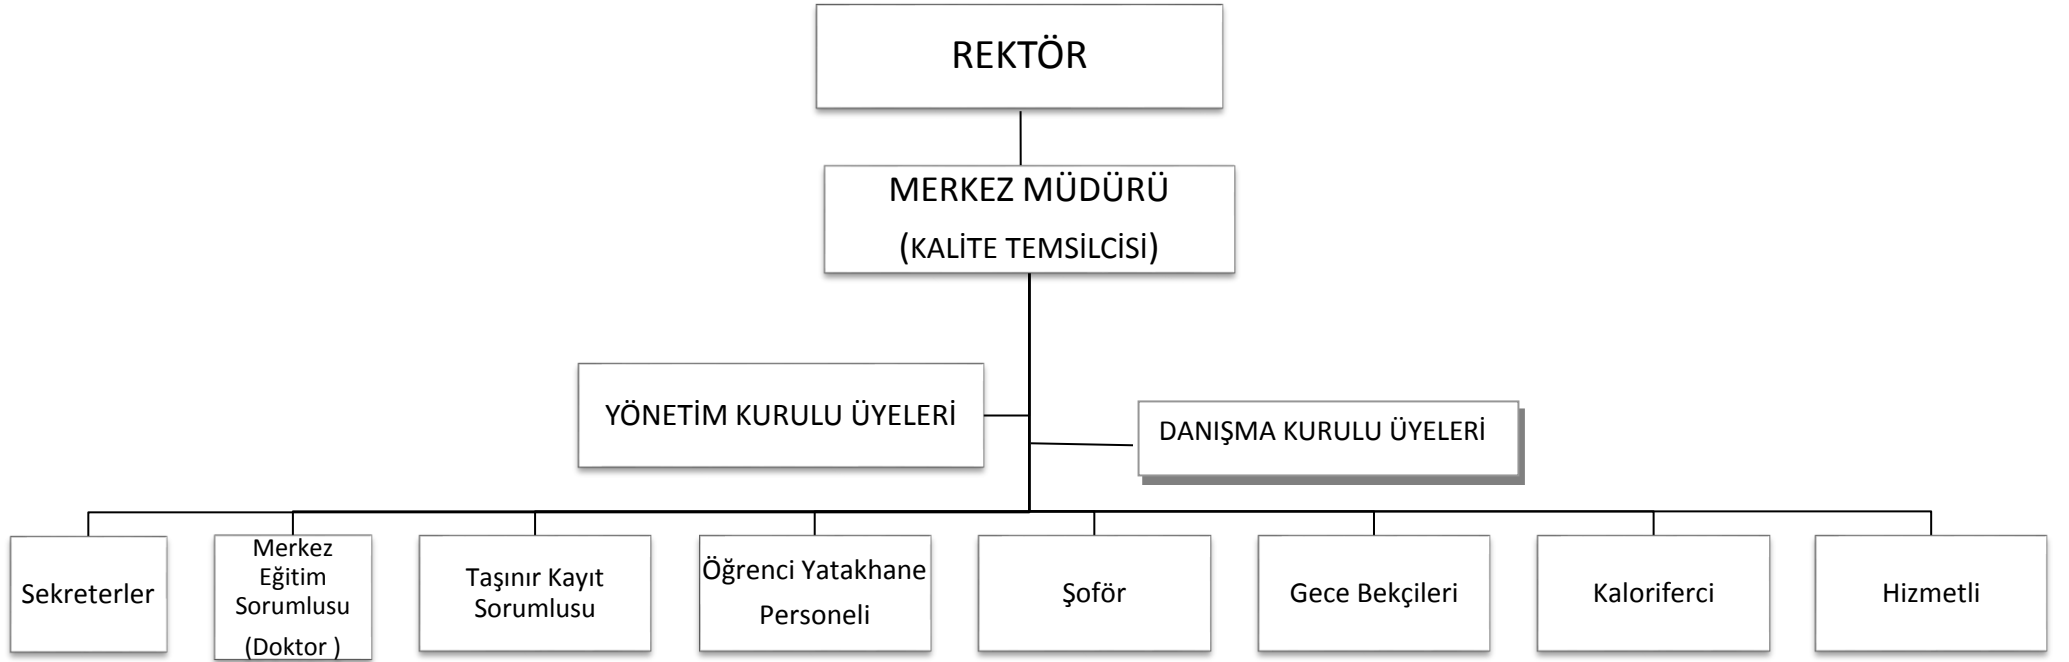 REKTÖR
MERKEZ MÜDÜRÜ
(KALİTE TEMSİLCİSİ)
YÖNETİM KURULU ÜYELERİ
DANIŞMA KURULU ÜYELERİ
Sekreterler
Merkez
Eğitim
Sorumlusu
(Doktor )
Taşınır Kayıt
Sorumlusu
Öğrenci Yatakhane
Personeli
Şoför
Gece Bekçileri
Kaloriferci
Hizmetli